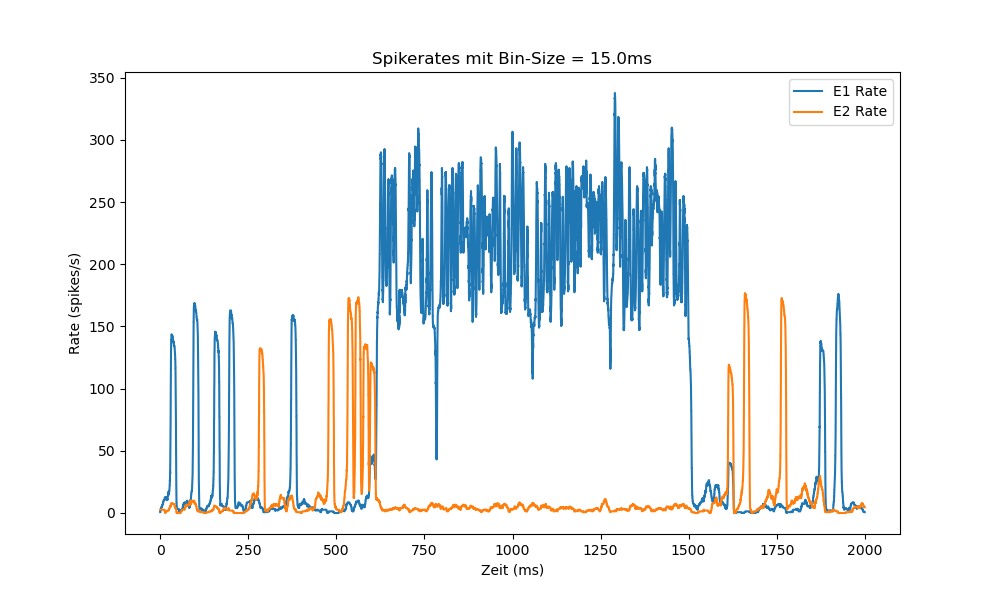 Spikerates mit Bin-Size = 15.0ms
E1 Rate
E2 Rate
350
300
250
200
150
100
50
0
Rate (spikes/s)
0 250 500 750 1000 1250 1500 1750 2000
Zeit (ms)